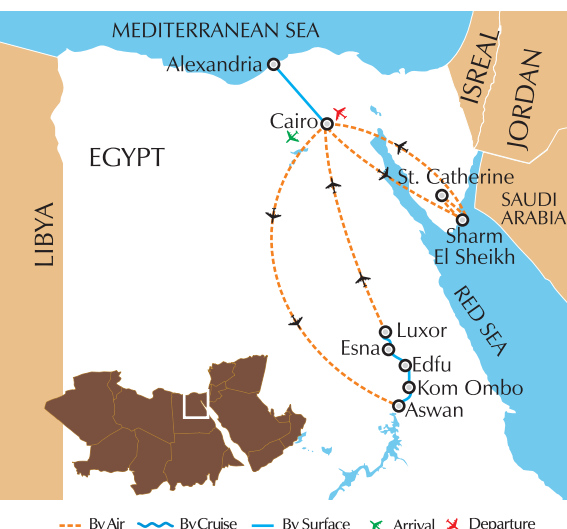 MEDITERRANEAN SEA
Alexandria
ISREAL
JORDAN
Cairo
EGYPT
St. Catherine
SAUDI
ARABIA
LIBYA
Sharm
El Sheikh
RED SEA
Luxor
Esna
Edfu
Kom Ombo
Aswan
By Air
By Cruise
By Surface
Arrival
Departure